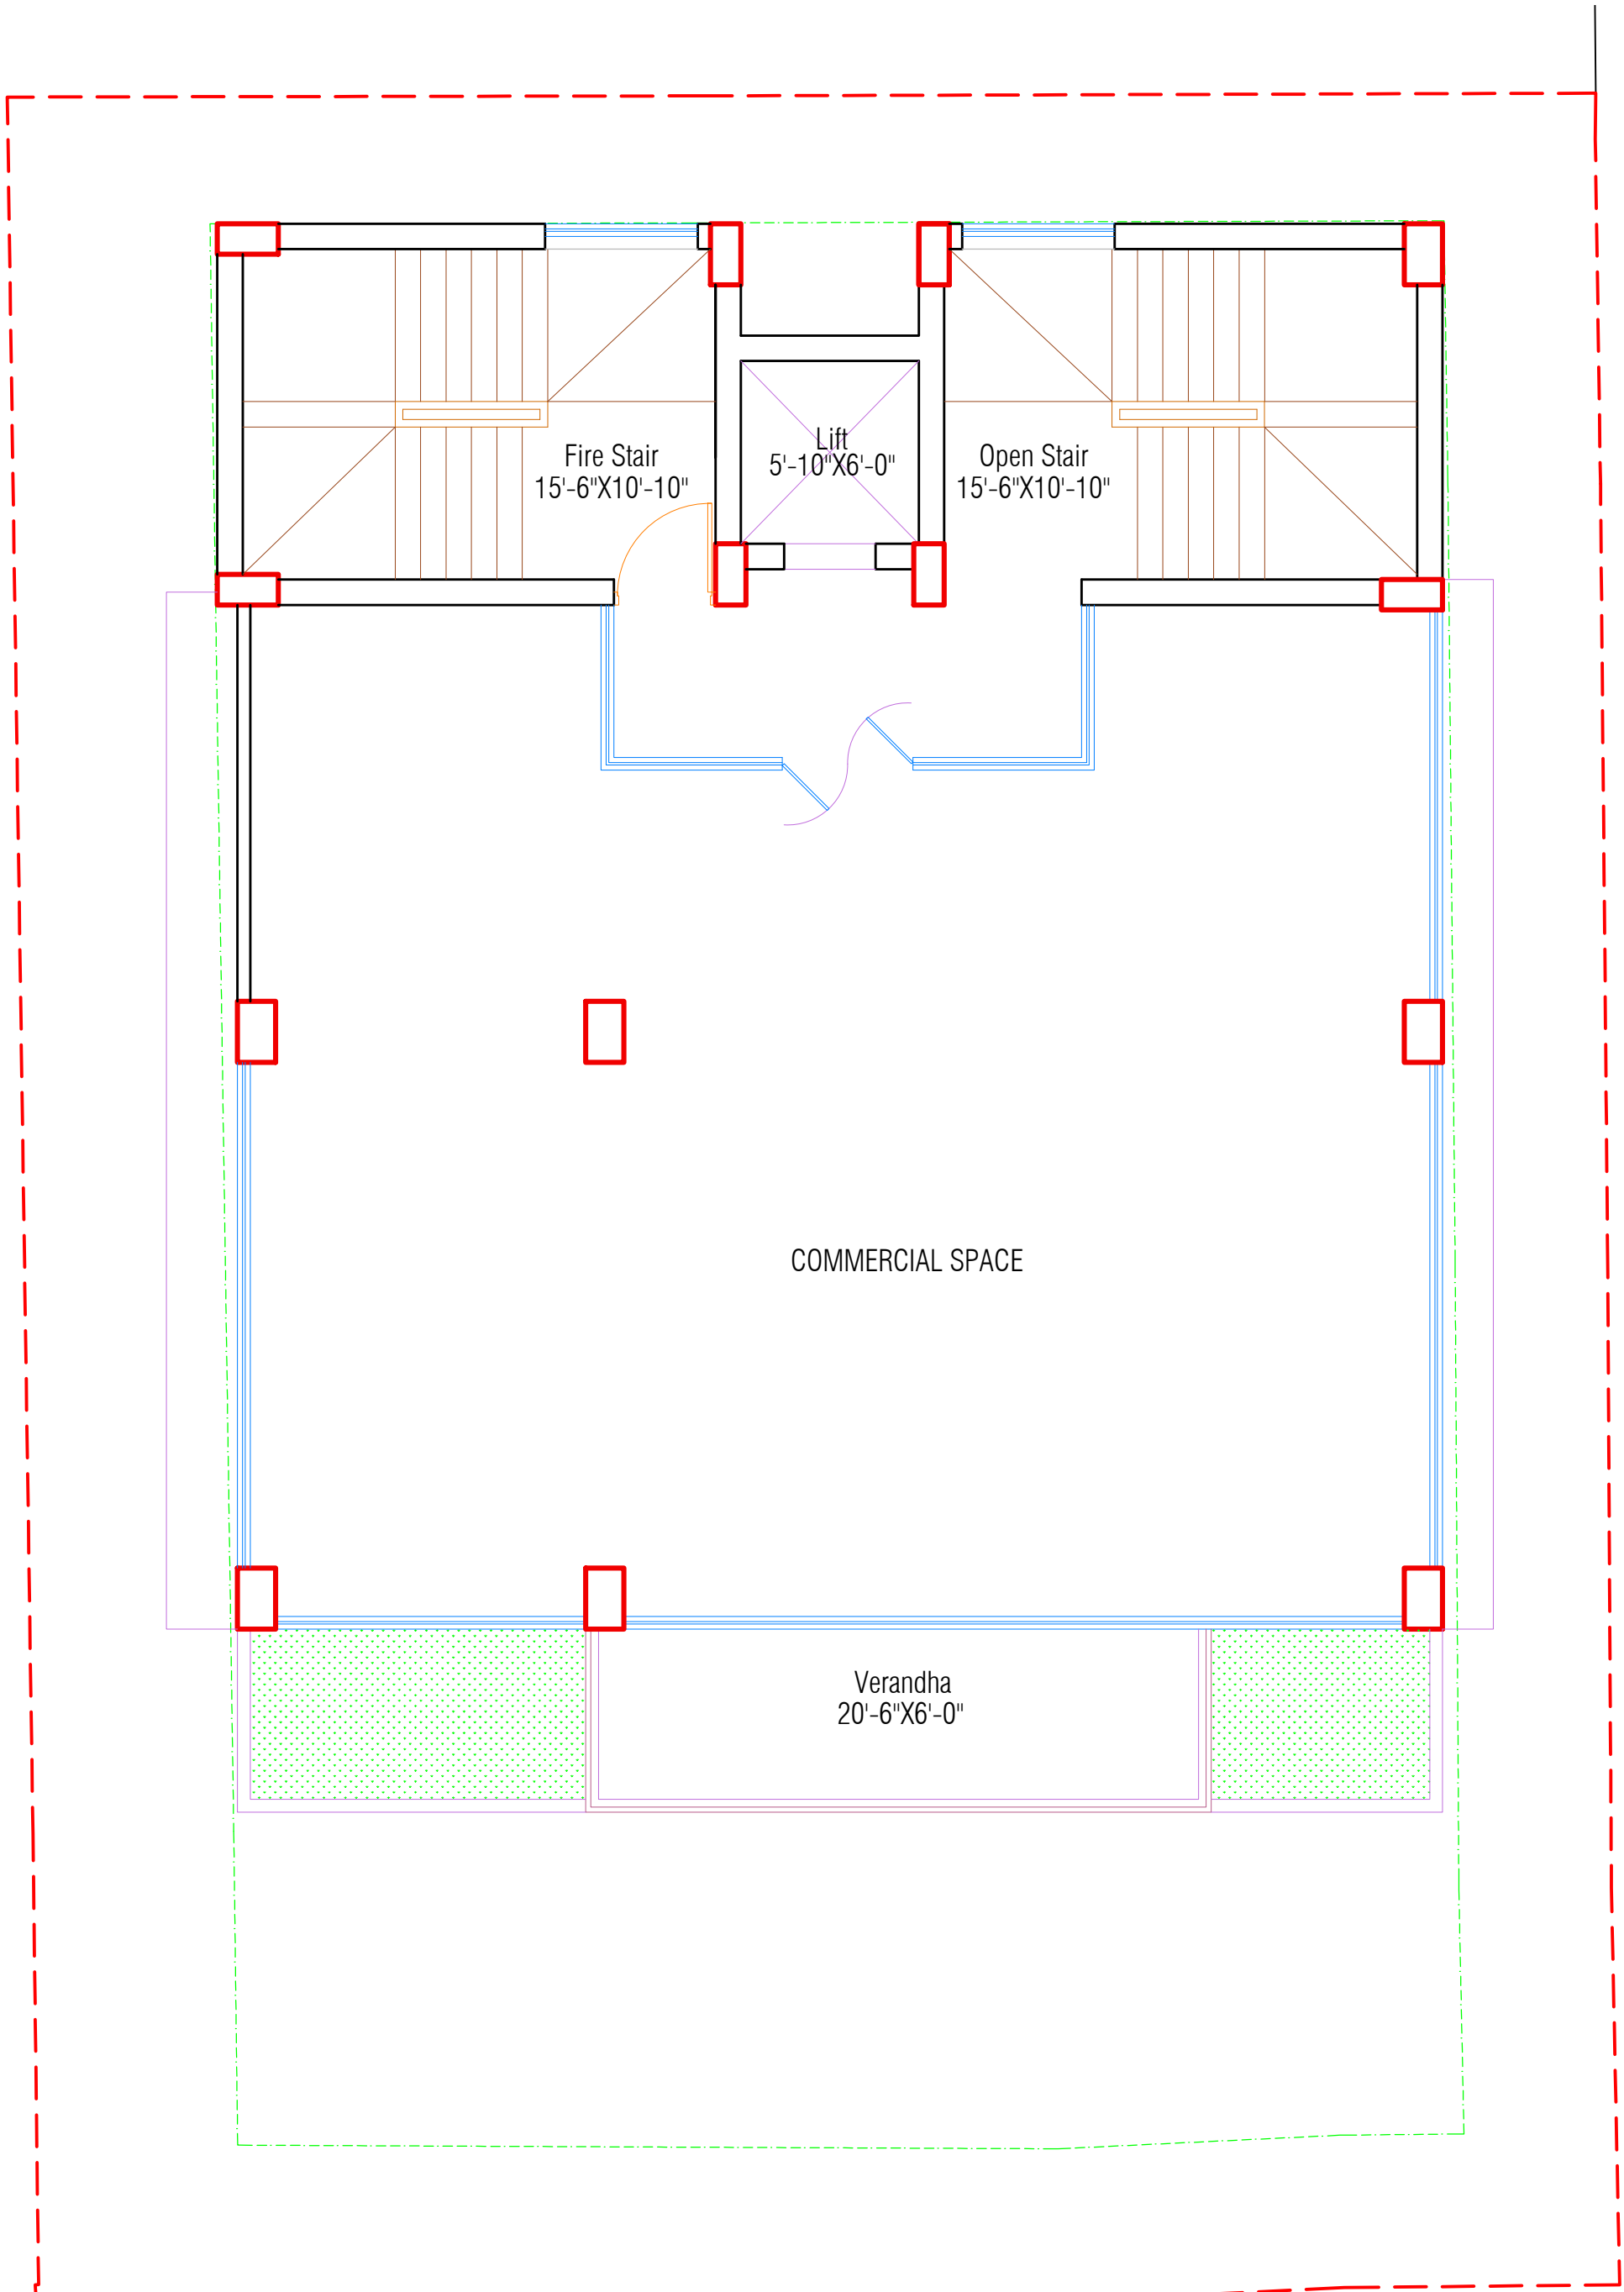 Fire Stair
15'-6"X10'-10"
Lift
5'-10"X6'-0"
Open Stair
15'-6"X10'-10"
COMMERCIAL SPACE
Verandha
20'-6"X6'-0"